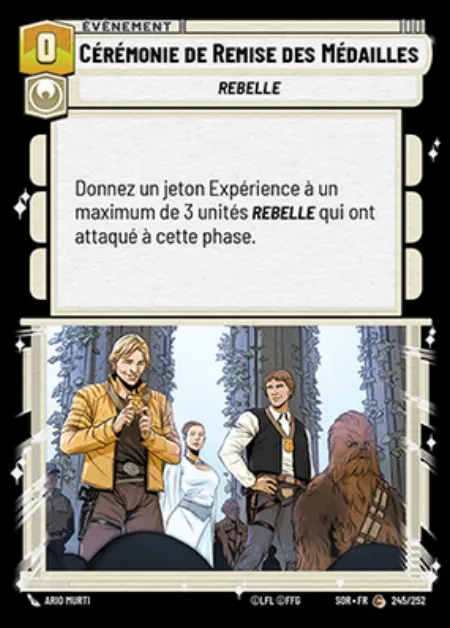 ÉVÉNEMENT
0
CÉRÉMONIE DE REMISE DES MÉDAILLES
REBELLE
Donnez un jeton Expérience à un
maximum de 3 unités REBELLE qui ont
attaqué à cette phase.
ARIO MURTI
©LFL ©FFG
SOR • FR C 245/252